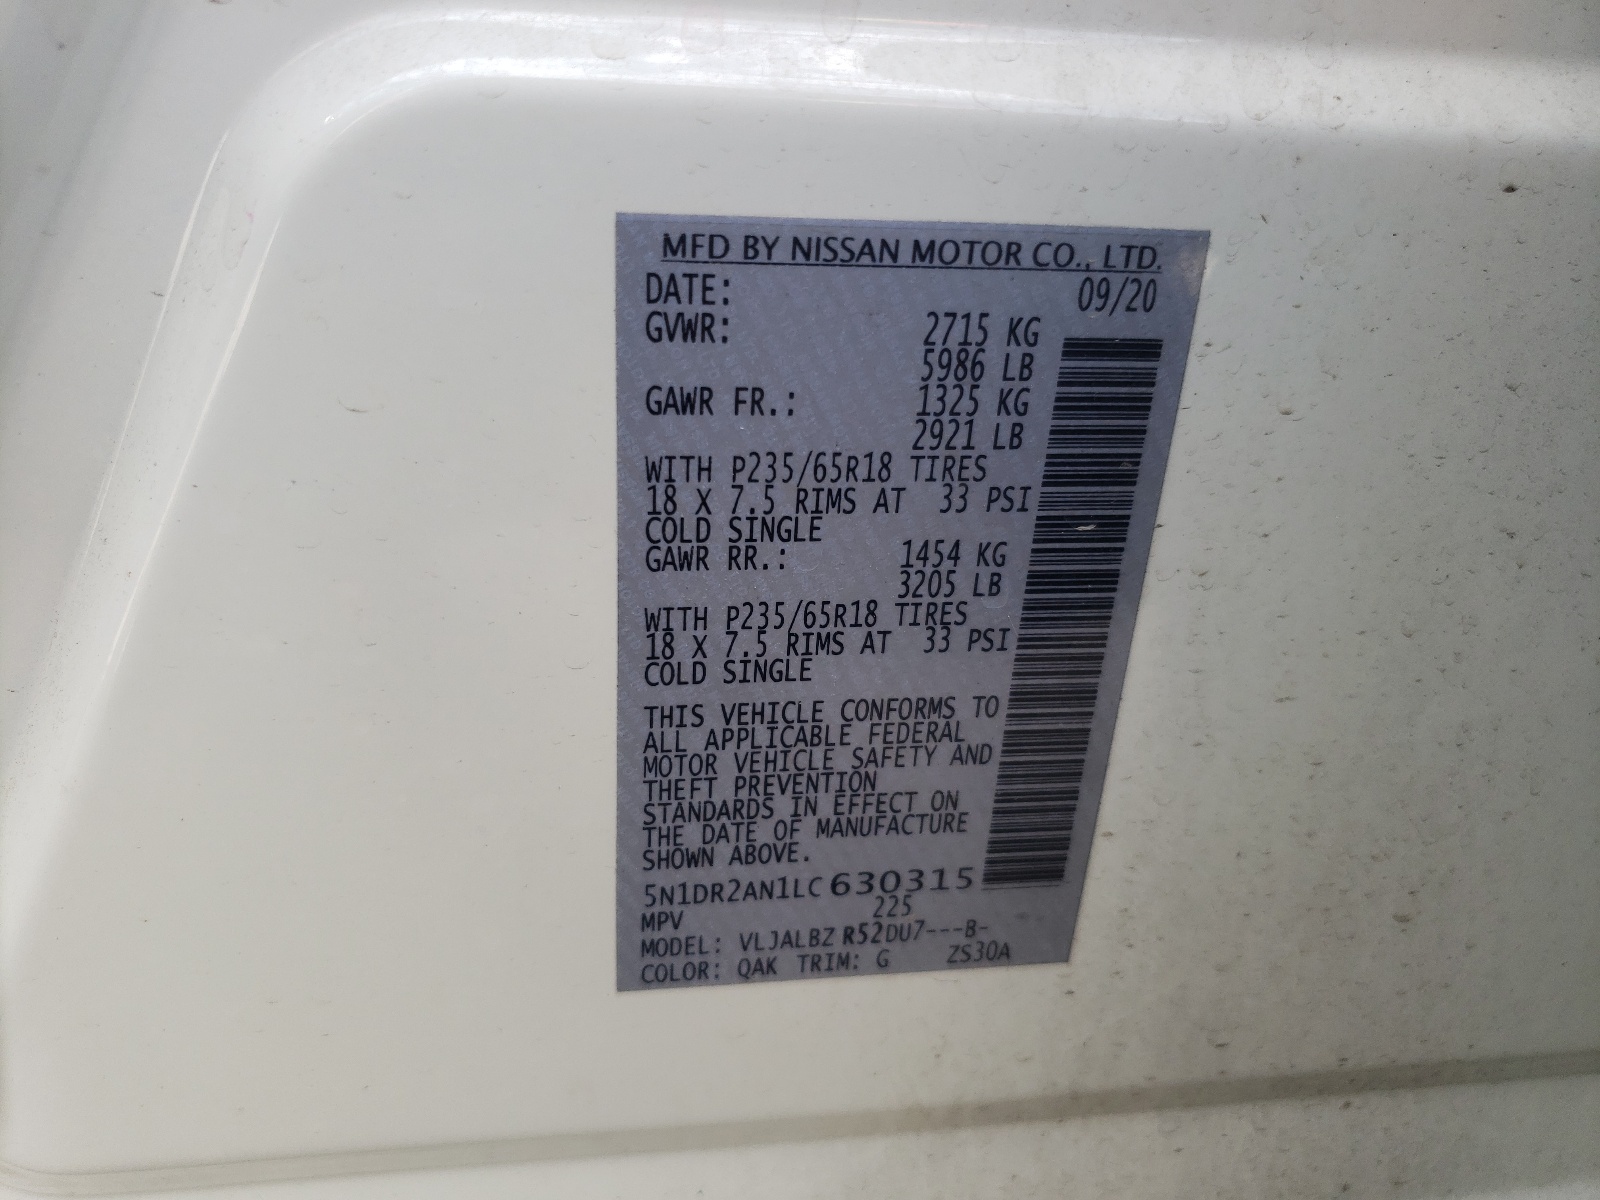 MFD BY NISSAN MOTOR CO., LTD.
DATE: 09/20
GVWR: 2715 KG
5986 LB
GAWR FR.: 1325 KG
2921 LB
WITH P235/65R18 TIRES
18 X 7.5 RIMS AT 33 PSI
COLD SINGLE
GAWR RR.: 1454 KG
3205 LB
WITH P235/65R18 TIRES
18 X 7.5 RIMS AT 33 PSI
COLD SINGLE
THIS VEHICLE CONFORMS TO
ALL APPLICABLE FEDERAL
MOTOR VEHICLE SAFETY AND
THEFT PREVENTION
STANDARDS IN EFFECT ON
THE DATE OF MANUFACTURE
SHOWN ABOVE.
5N1DR2AN1LC630315
MPV 225
MODEL: VLJALBZ R52DU7---B-
COLOR: QAK TRIM: G ZS30A